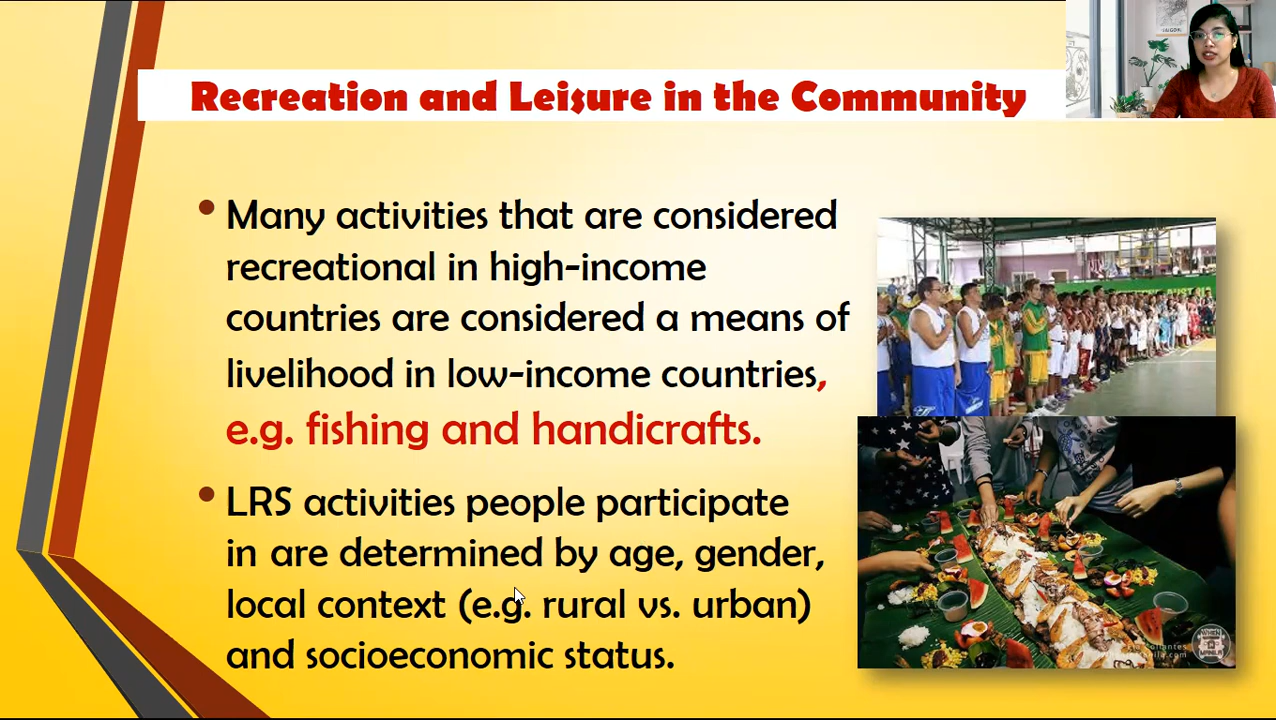 Recreation and Leisure in the Community
• Many activities that are considered
recreational in high-income
countries are considered a means of
livelihood in low-income countries,
e.g. fishing and handicrafts.
• LRS activities people participate
in are determined by age, gender,
local context (e.g. rural vs. urban)
and socioeconomic status.
WHEN
MANILA